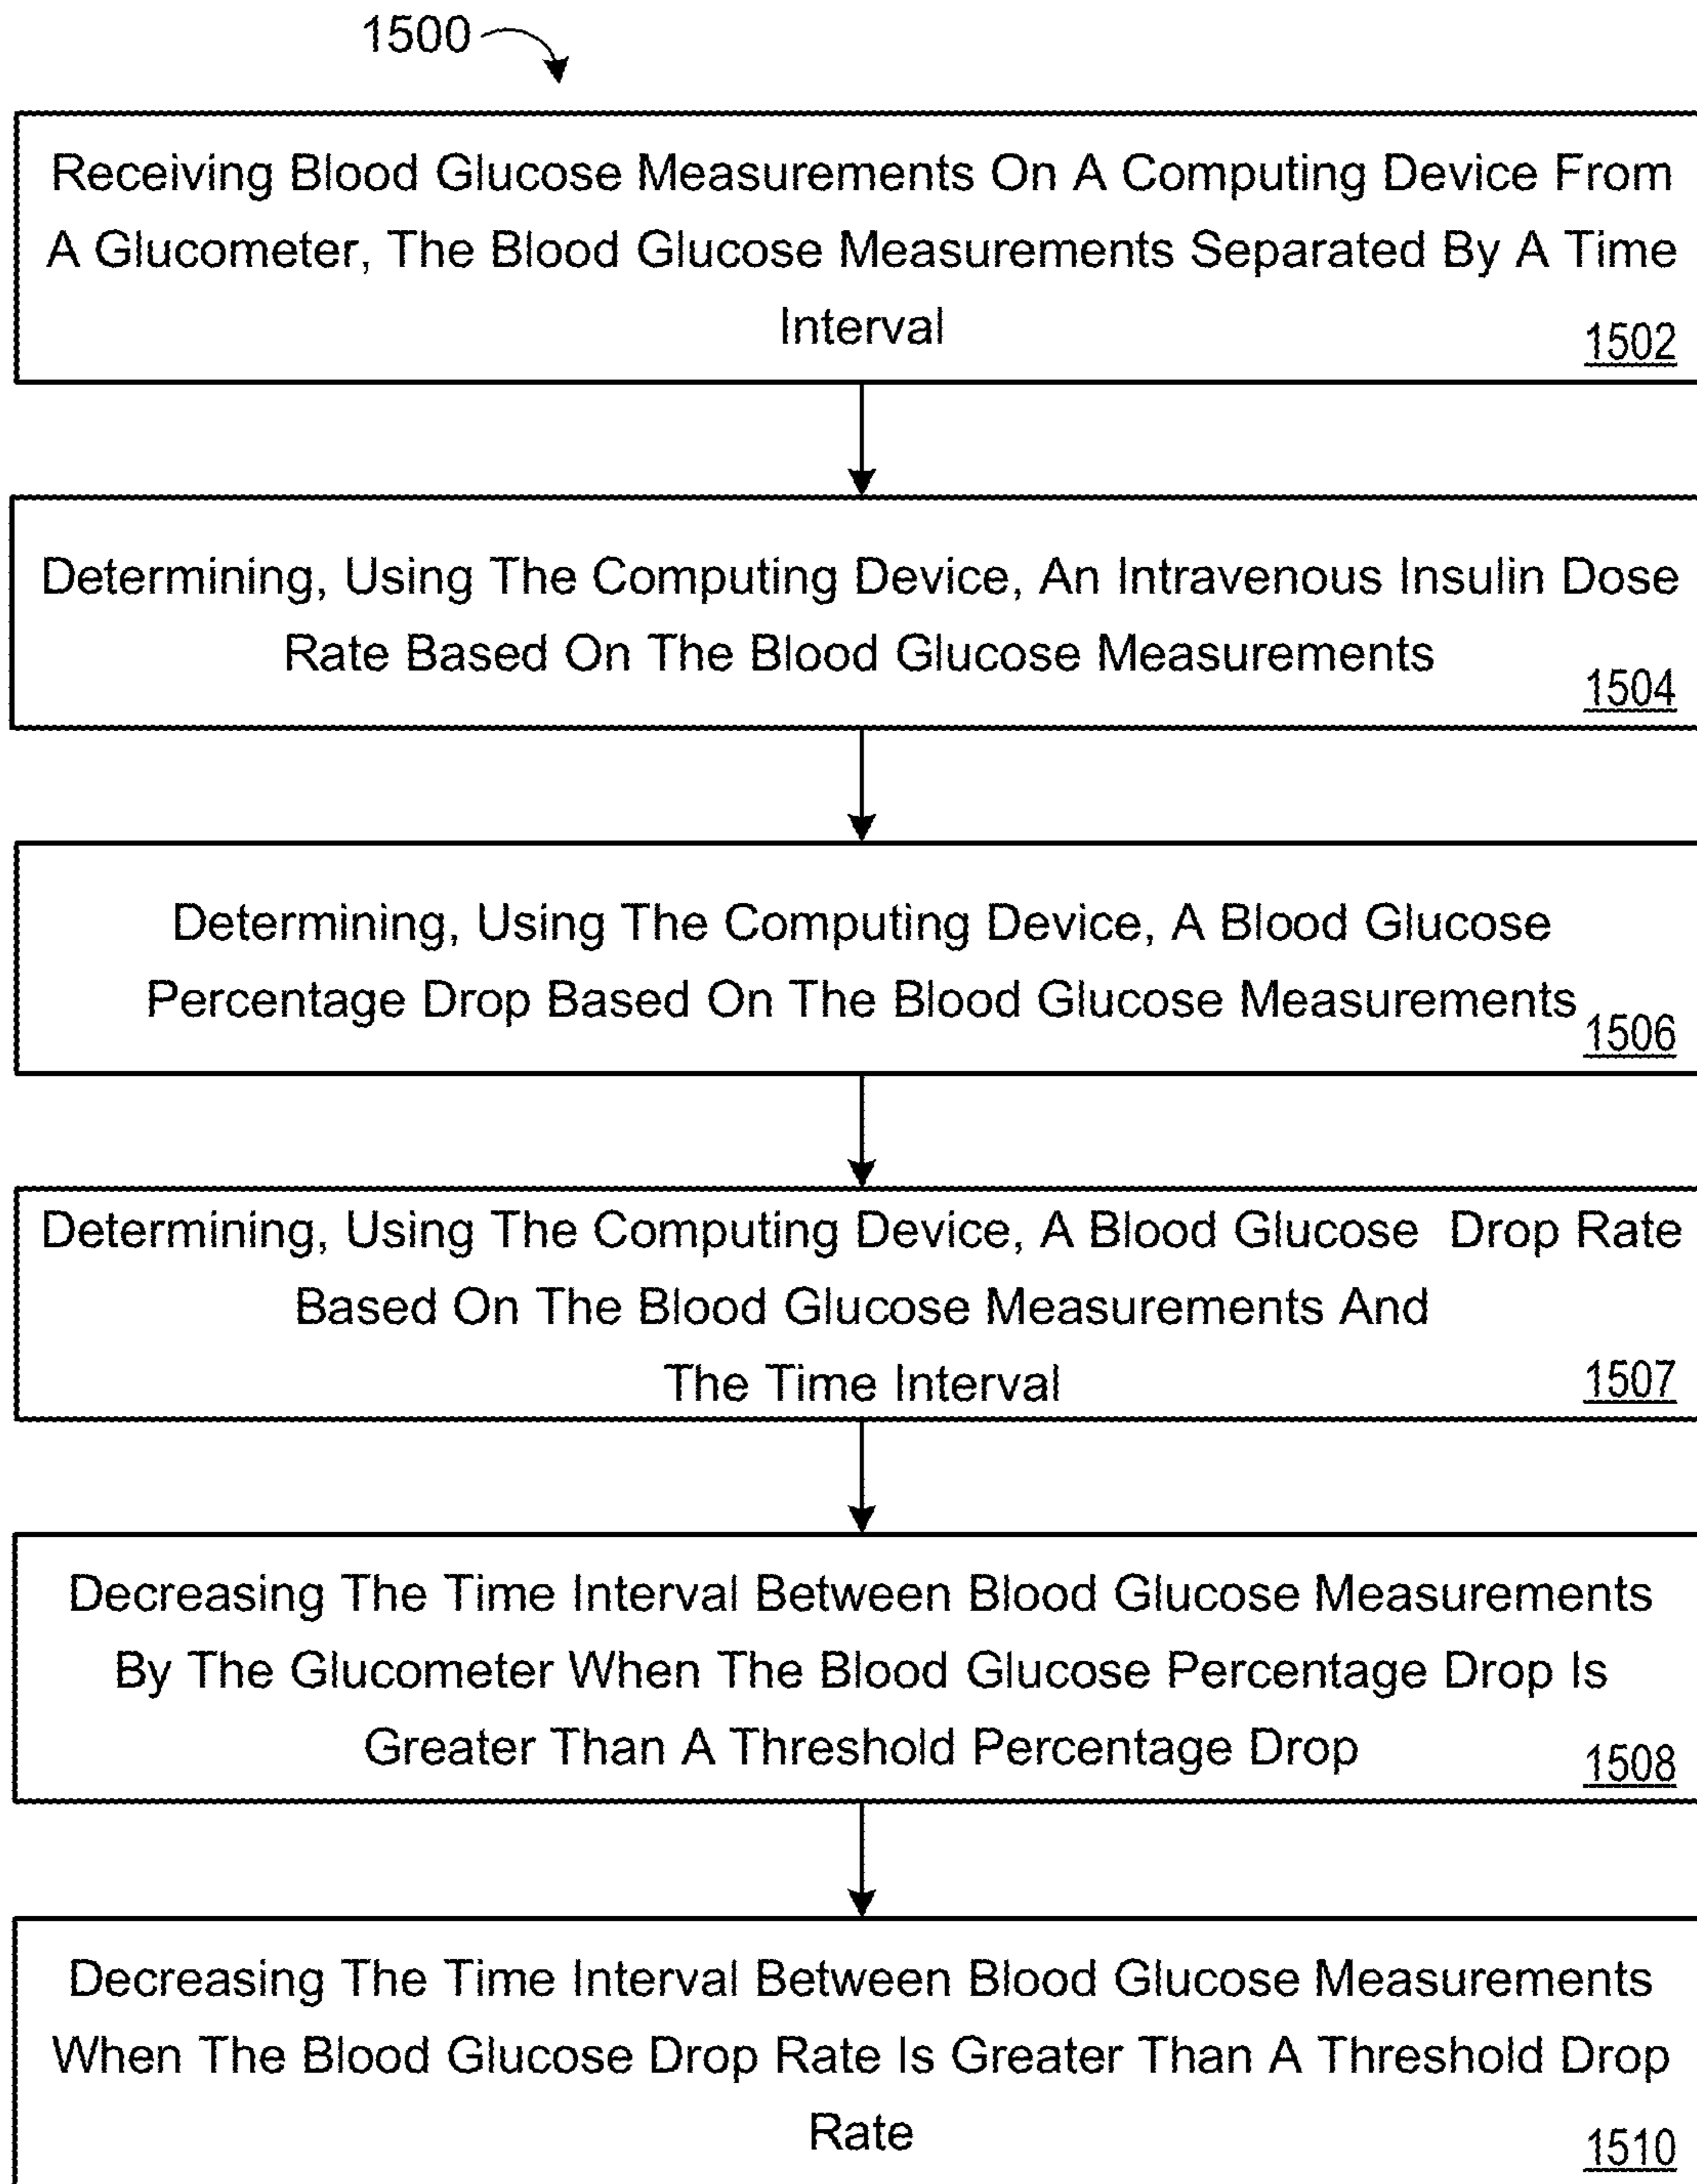 1500
Receiving Blood Glucose Measurements On A Computing Device From
A Glucometer, The Blood Glucose Measurements Separated By A Time
Interval
1502
Determining, Using The Computing Device, An Intravenous Insulin Dose
Rate Based On The Blood Glucose Measurements
1504
Determining, Using The Computing Device, A Blood Glucose
Percentage Drop Based On The Blood Glucose Measurements
1506
Determining, Using The Computing Device, A Blood Glucose Drop Rate
Based On The Blood Glucose Measurements And
The Time Interval
1507
Decreasing The Time Interval Between Blood Glucose Measurements
By The Glucometer When The Blood Glucose Percentage Drop Is
Greater Than A Threshold Percentage Drop
1508
Decreasing The Time Interval Between Blood Glucose Measurements
When The Blood Glucose Drop Rate Is Greater Than A Threshold Drop
Rate
1510